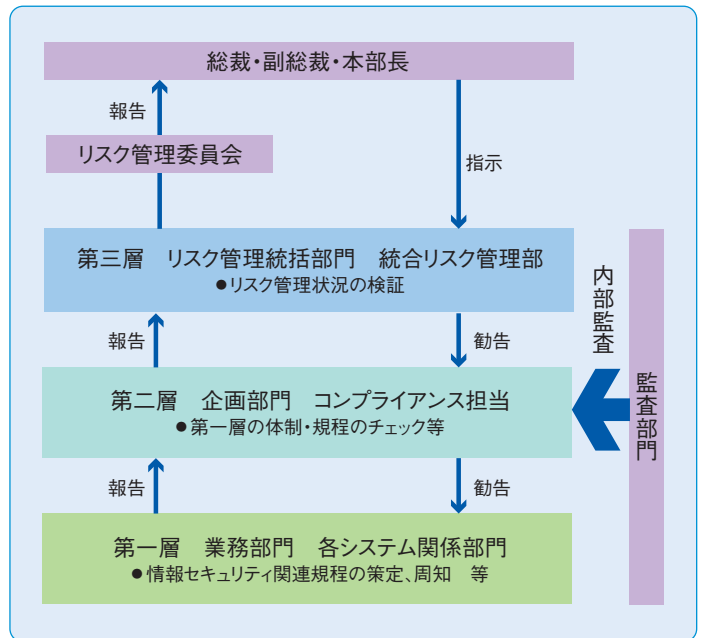 総裁・副総裁・本部長
報告
リスク管理委員会
指示
第三層　リスク管理統括部門　統合リスク管理部
●リスク管理状況の検証
報告
勧告
内部監査
第二層　企画部門　コンプライアンス担当
●第一層の体制・規程のチェック等
監査部門
報告
勧告
第一層　業務部門　各システム関係部門
●情報セキュリティ関連規程の策定、周知　等